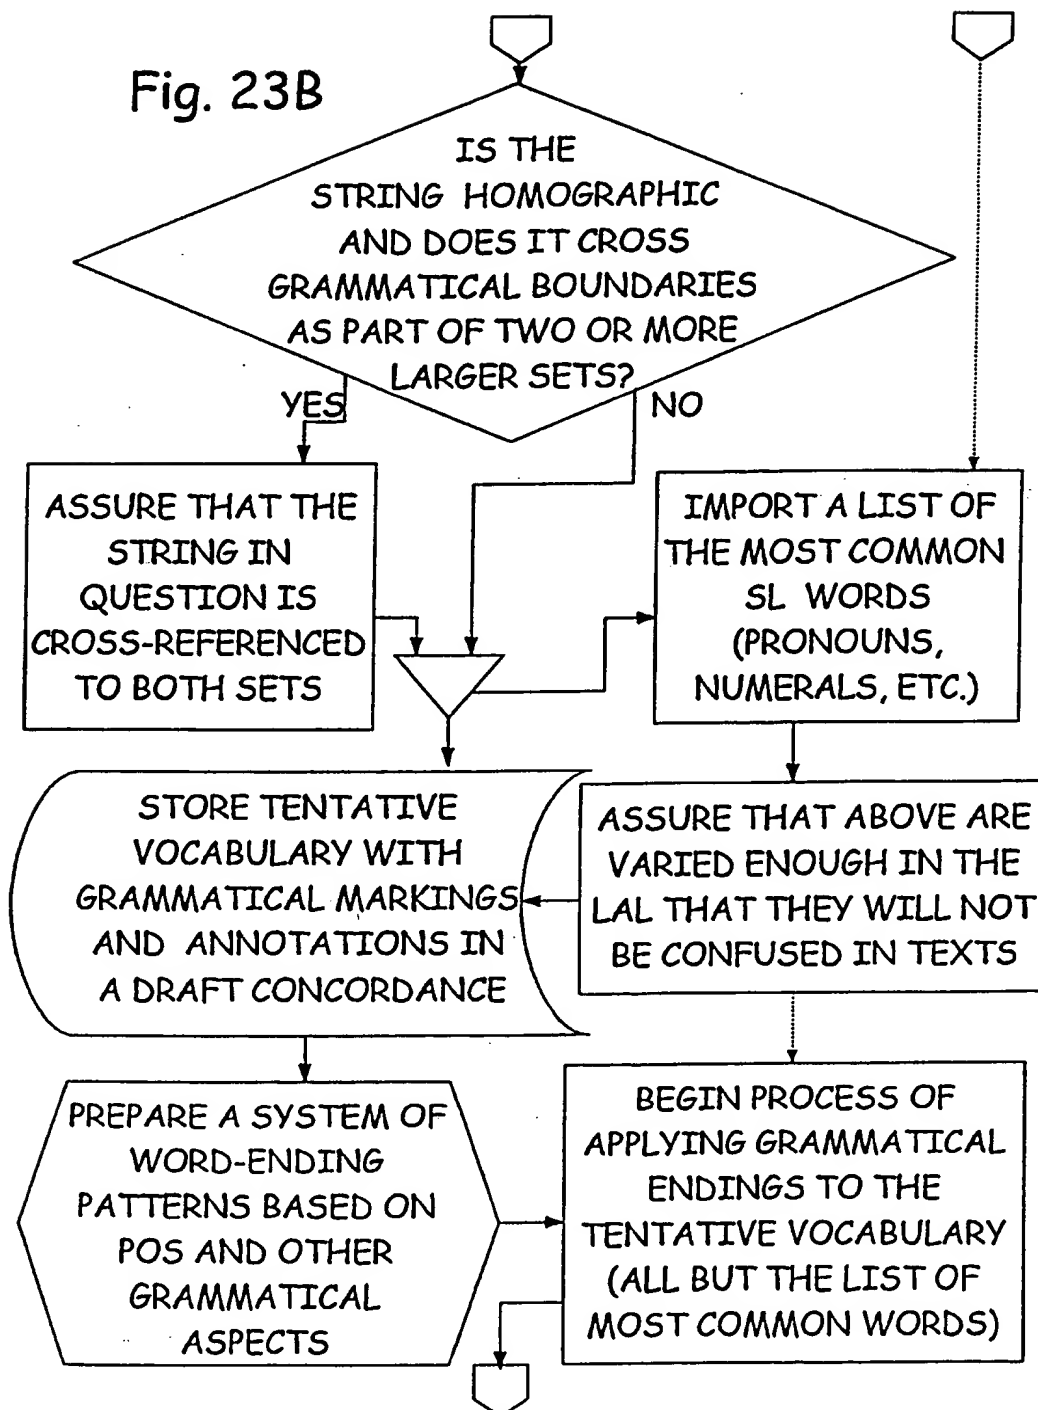 Fig. 23B
IS THE
STRING HOMOGRAPHIC
AND DOES IT CROSS
GRAMMATICAL BOUNDARIES
AS PART OF TWO OR MORE
LARGER SETS?
YES
NO
ASSURE THAT THE
STRING IN
QUESTION IS
CROSS-REFERENCED
TO BOTH SETS
IMPORT A LIST OF
THE MOST COMMON
SL WORDS
(PRONOUNS,
NUMERALS, ETC.)
STORE TENTATIVE
VOCABULARY WITH
GRAMMATICAL MARKINGS
AND ANNOTATIONS IN
A DRAFT CONCORDANCE
ASSURE THAT ABOVE ARE
VARIED ENOUGH IN THE
LAL THAT THEY WILL NOT
BE CONFUSED IN TEXTS
PREPARE A SYSTEM OF
WORD-ENDING
PATTERNS BASED ON
POS AND OTHER
GRAMMATICAL
ASPECTS
BEGIN PROCESS OF
APPLYING GRAMMATICAL
ENDINGS TO THE
TENTATIVE VOCABULARY
(ALL BUT THE LIST OF
MOST COMMON WORDS)